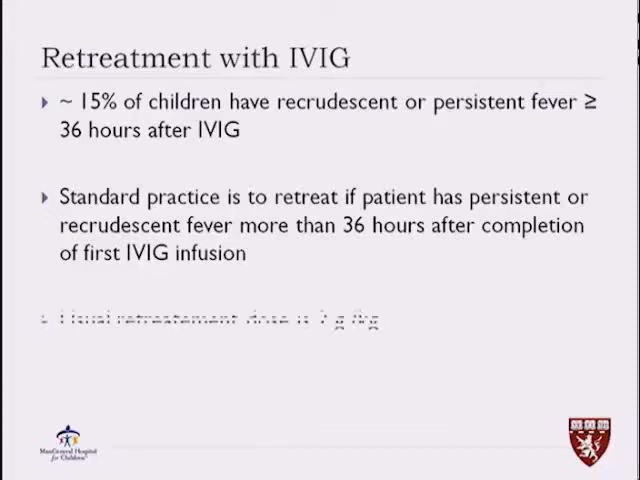 Retreatment with IVIG
~ 15% of children have recrudescent or persistent fever ≥
36 hours after IVIG
Standard practice is to retreat if patient has persistent or
recrudescent fever more than 36 hours after completion
of first IVIG infusion
Usual retreatement dose is 2 g /kg
MassGeneral Hospital
for Children